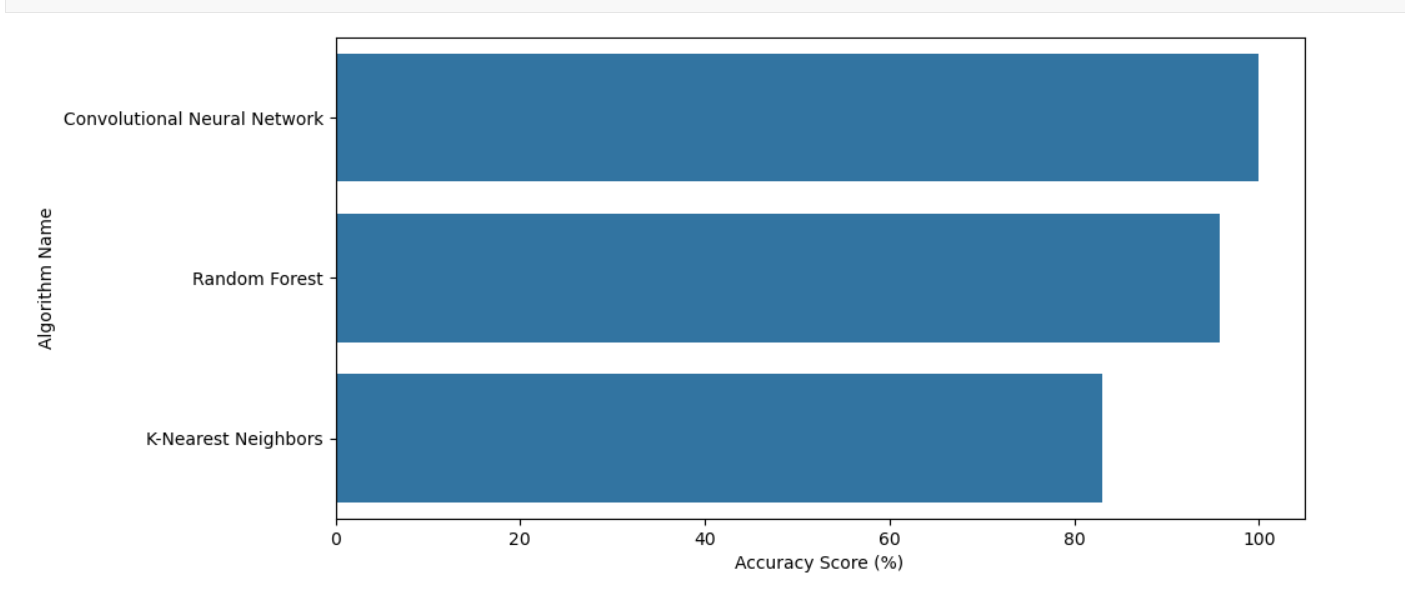 Convolutional Neural Network
Random Forest
K-Nearest Neighbors
Algorithm Name
0 20 40 60 80 100
Accuracy Score (%)